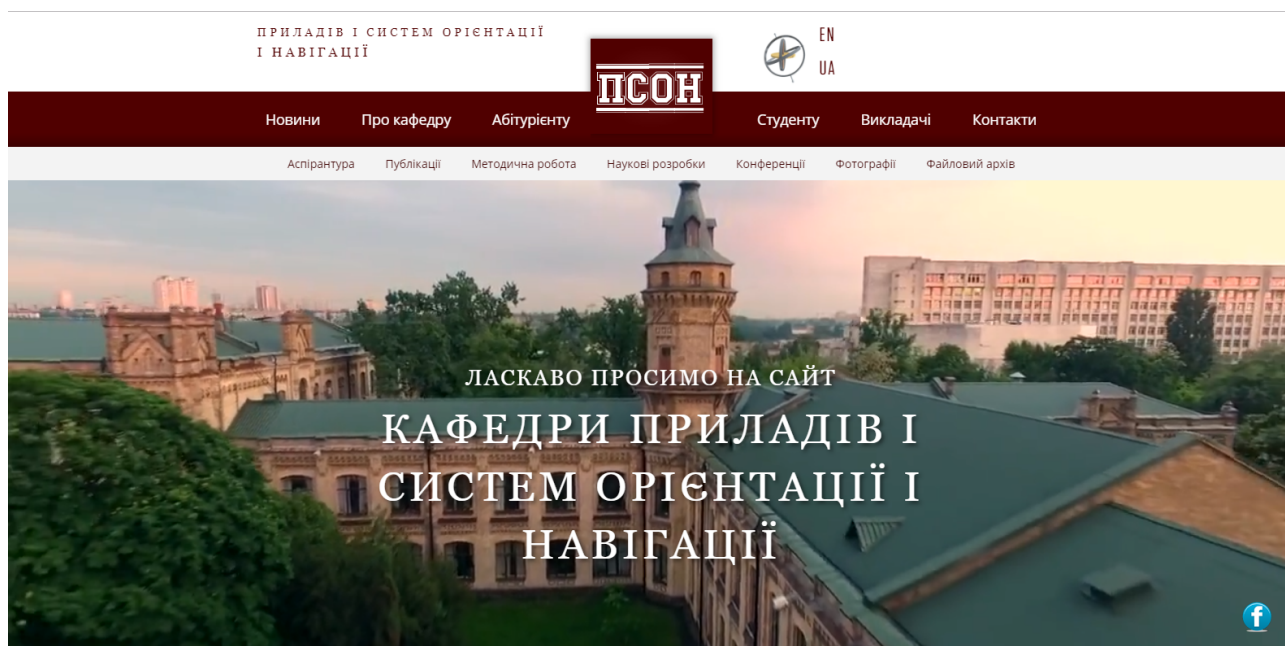 ПРИЛАДІВ І СИСТЕМ ОРІЄНТАЦІЇ
І НАВІГАЦІЇ
EN
UA
ПСОН
Новини Про кафедру Абітурієнту Студенту Викладачі Контакти
Аспірантура Публікації Методична робота Наукові розробки Конференції Фотографії Файловий архів
ЛАСКАВО ПРОСИМО НА САЙТ
КАФЕДРИ ПРИЛАДІВ І
СИСТЕМ ОРІЄНТАЦІЇ І
НАВІГАЦІЇ